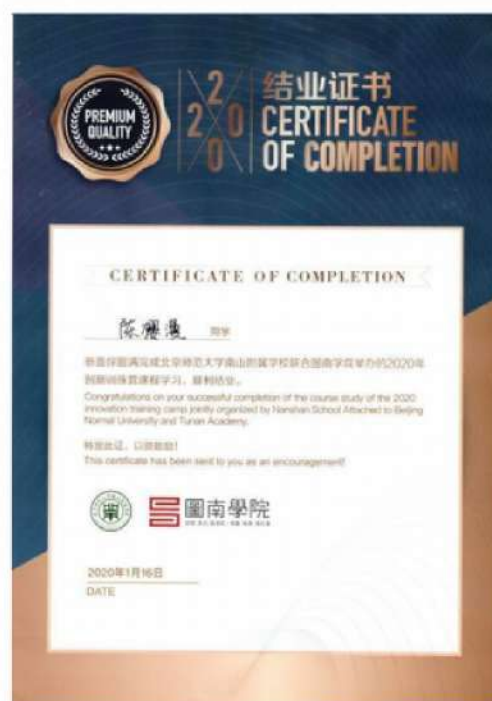 PREMIUM
QUALITY
2
2 0
0
结业证书
CERTIFICATE
OF COMPLETION
CERTIFICATE OF COMPLETION
陈 同学
恭喜你圆满完成北京师范大学南山附属学校联合图南学院举办的2020年
创新训练营课程学习，顺利结业。
Congratulations on your successful completion of the course study of the 2020
innovation training camp jointly organized by Nanshan School Attached to Beijing
Normal University and Tunan Academy.
特发此证，以资鼓励！
This certificate has been sent to you as an encouragement!
圖南學院
2020年1月16日
DATE